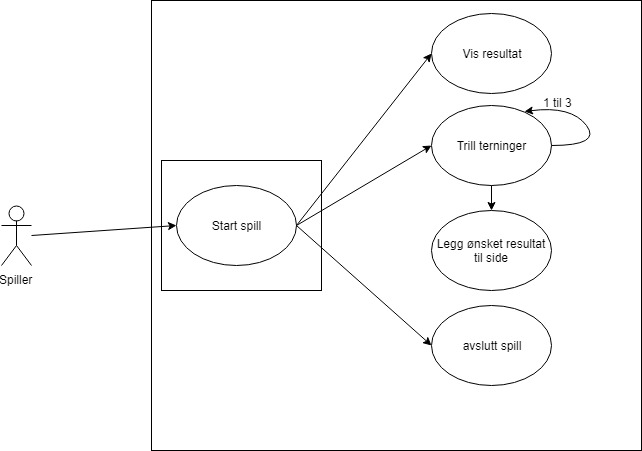 Vis resultat
1 til 3
Trill terninger
Start spill
Legg ønsket resultat
til side
Spiller
avslutt spill